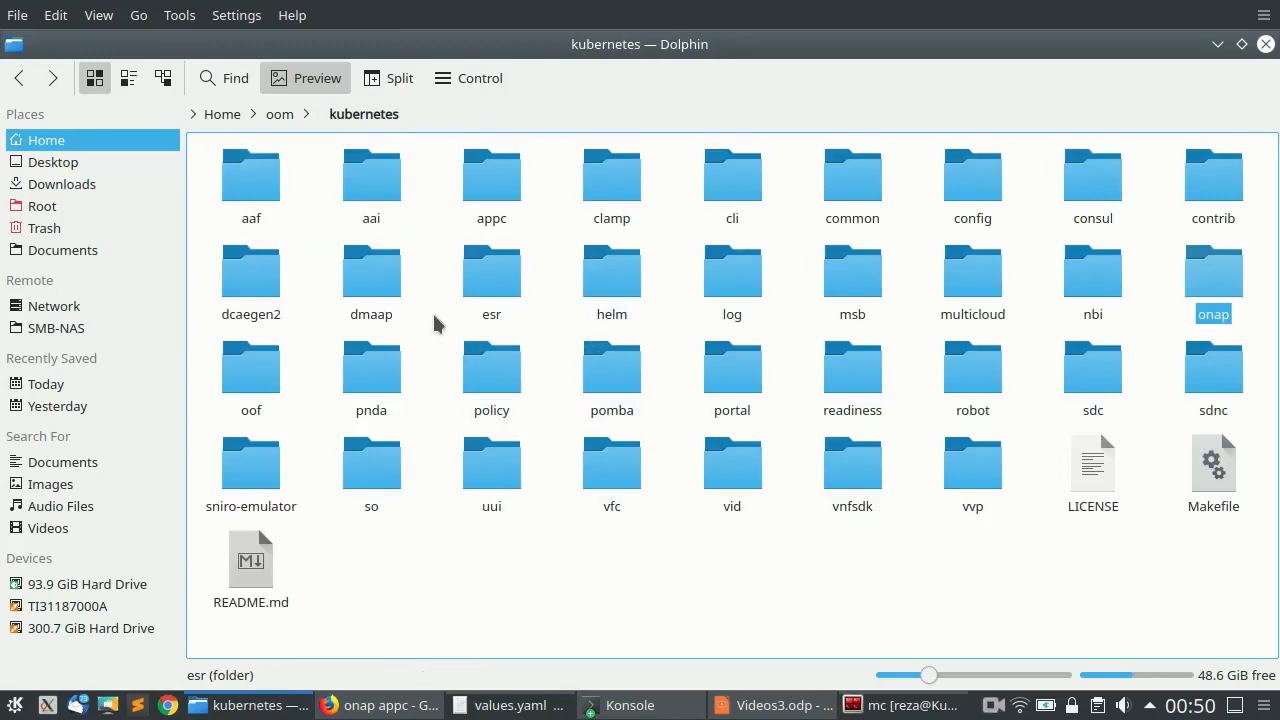 File Edit View Go Tools Settings Help
kubernetes — Dolphin
Find Preview Split Control
Places
Home
Desktop
Downloads
Root
Trash
Documents
Remote
Network
SMB-NAS
Recently Saved
Today
Yesterday
Search For
Documents
Images
Audio Files
Videos
Devices
93.9 GiB Hard Drive
TI31187000A
300.7 GiB Hard Drive
Home oom kubernetes
aaf aai appc clamp cli common config consul contrib
dcaegen2 dmaap esr helm log msb multicloud nbi onap
oof pnda policy pomba portal readiness robot sdc sdnc
sniro-emulator so uui vfc vid vnfsdk vvp LICENSE Makefile
README.md
esr (folder) 48.6 GiB free
kubernetes —... onap appc - G... values.yaml ... Konsole Videos3.odp - ... mc [reza@Ku... 00:50